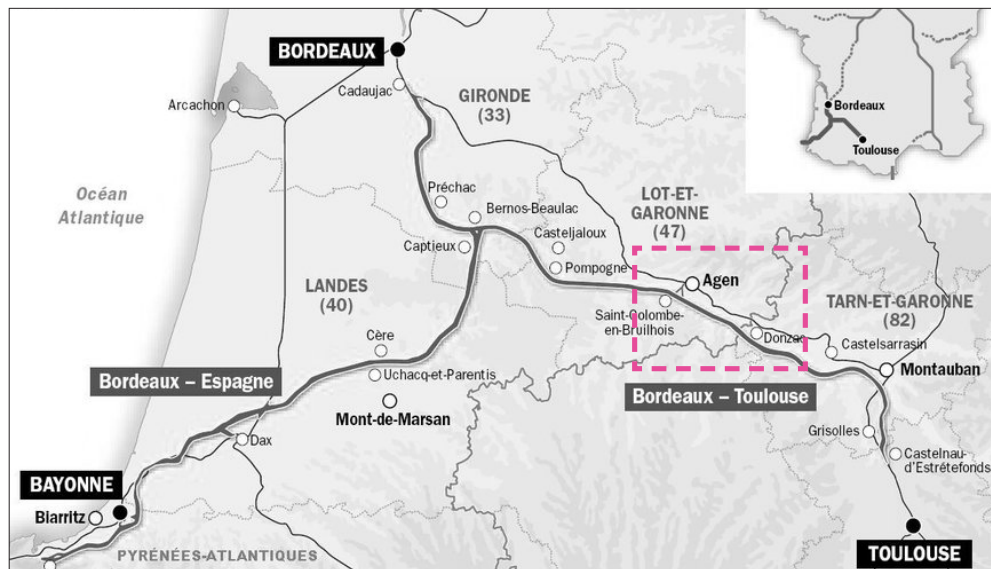 BORDEAUX
Cadaujac
Arcachon
GIRONDE
(33)
Bordeaux
Toulouse
Océan
Atlantique
Préchac
Bernos-Beaulac
LOT-ET-
GARONNE
(47)
Casteljaloux
Captieux
Pompogne
Agen
LANDES
(40)
Saint-Colombe-
en-Bruilhois
TARN-ET-GARONNE
(82)
Donzac
Castelsarrasin
Cère
Montauban
Bordeaux – Espagne
Uchacq-et-Parentis
Bordeaux – Toulouse
Mont-de-Marsan
Grisolles
Dax
Castelnau-
d'Estrétefonds
BAYONNE
Biarritz
TOULOUSE
PYRÉNÉES-ATLANTIQUES